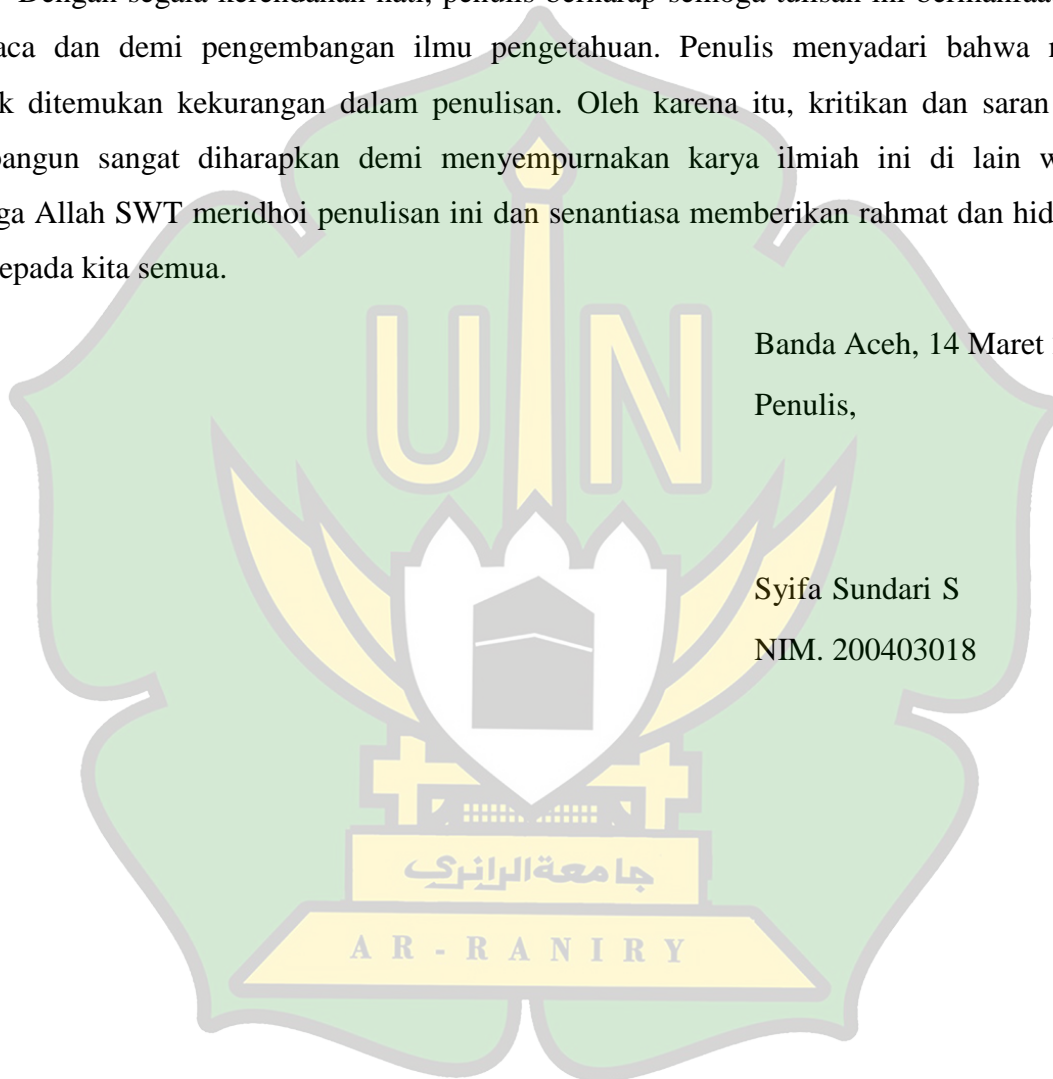 Dengan segala kerendahan hati, penulis berharap semoga tulisan ini bermanfaat
aca dan demi pengembangan ilmu pengetahuan. Penulis menyadari bahwa
k ditemukan kekurangan dalam penulisan. Oleh karena itu, kritikan dan saran
bangun sangat diharapkan demi menyempurnakan karya ilmiah ini di lain w
ga Allah SWT meridhoi penulisan ini dan senantiasa memberikan rahmat dan hid
epada kita semua.
Banda Aceh, 14 Maret
Penulis,
UIN
Syifa Sundari S
NIM. 200403018
جامعة الرانري
AR-RANIRY